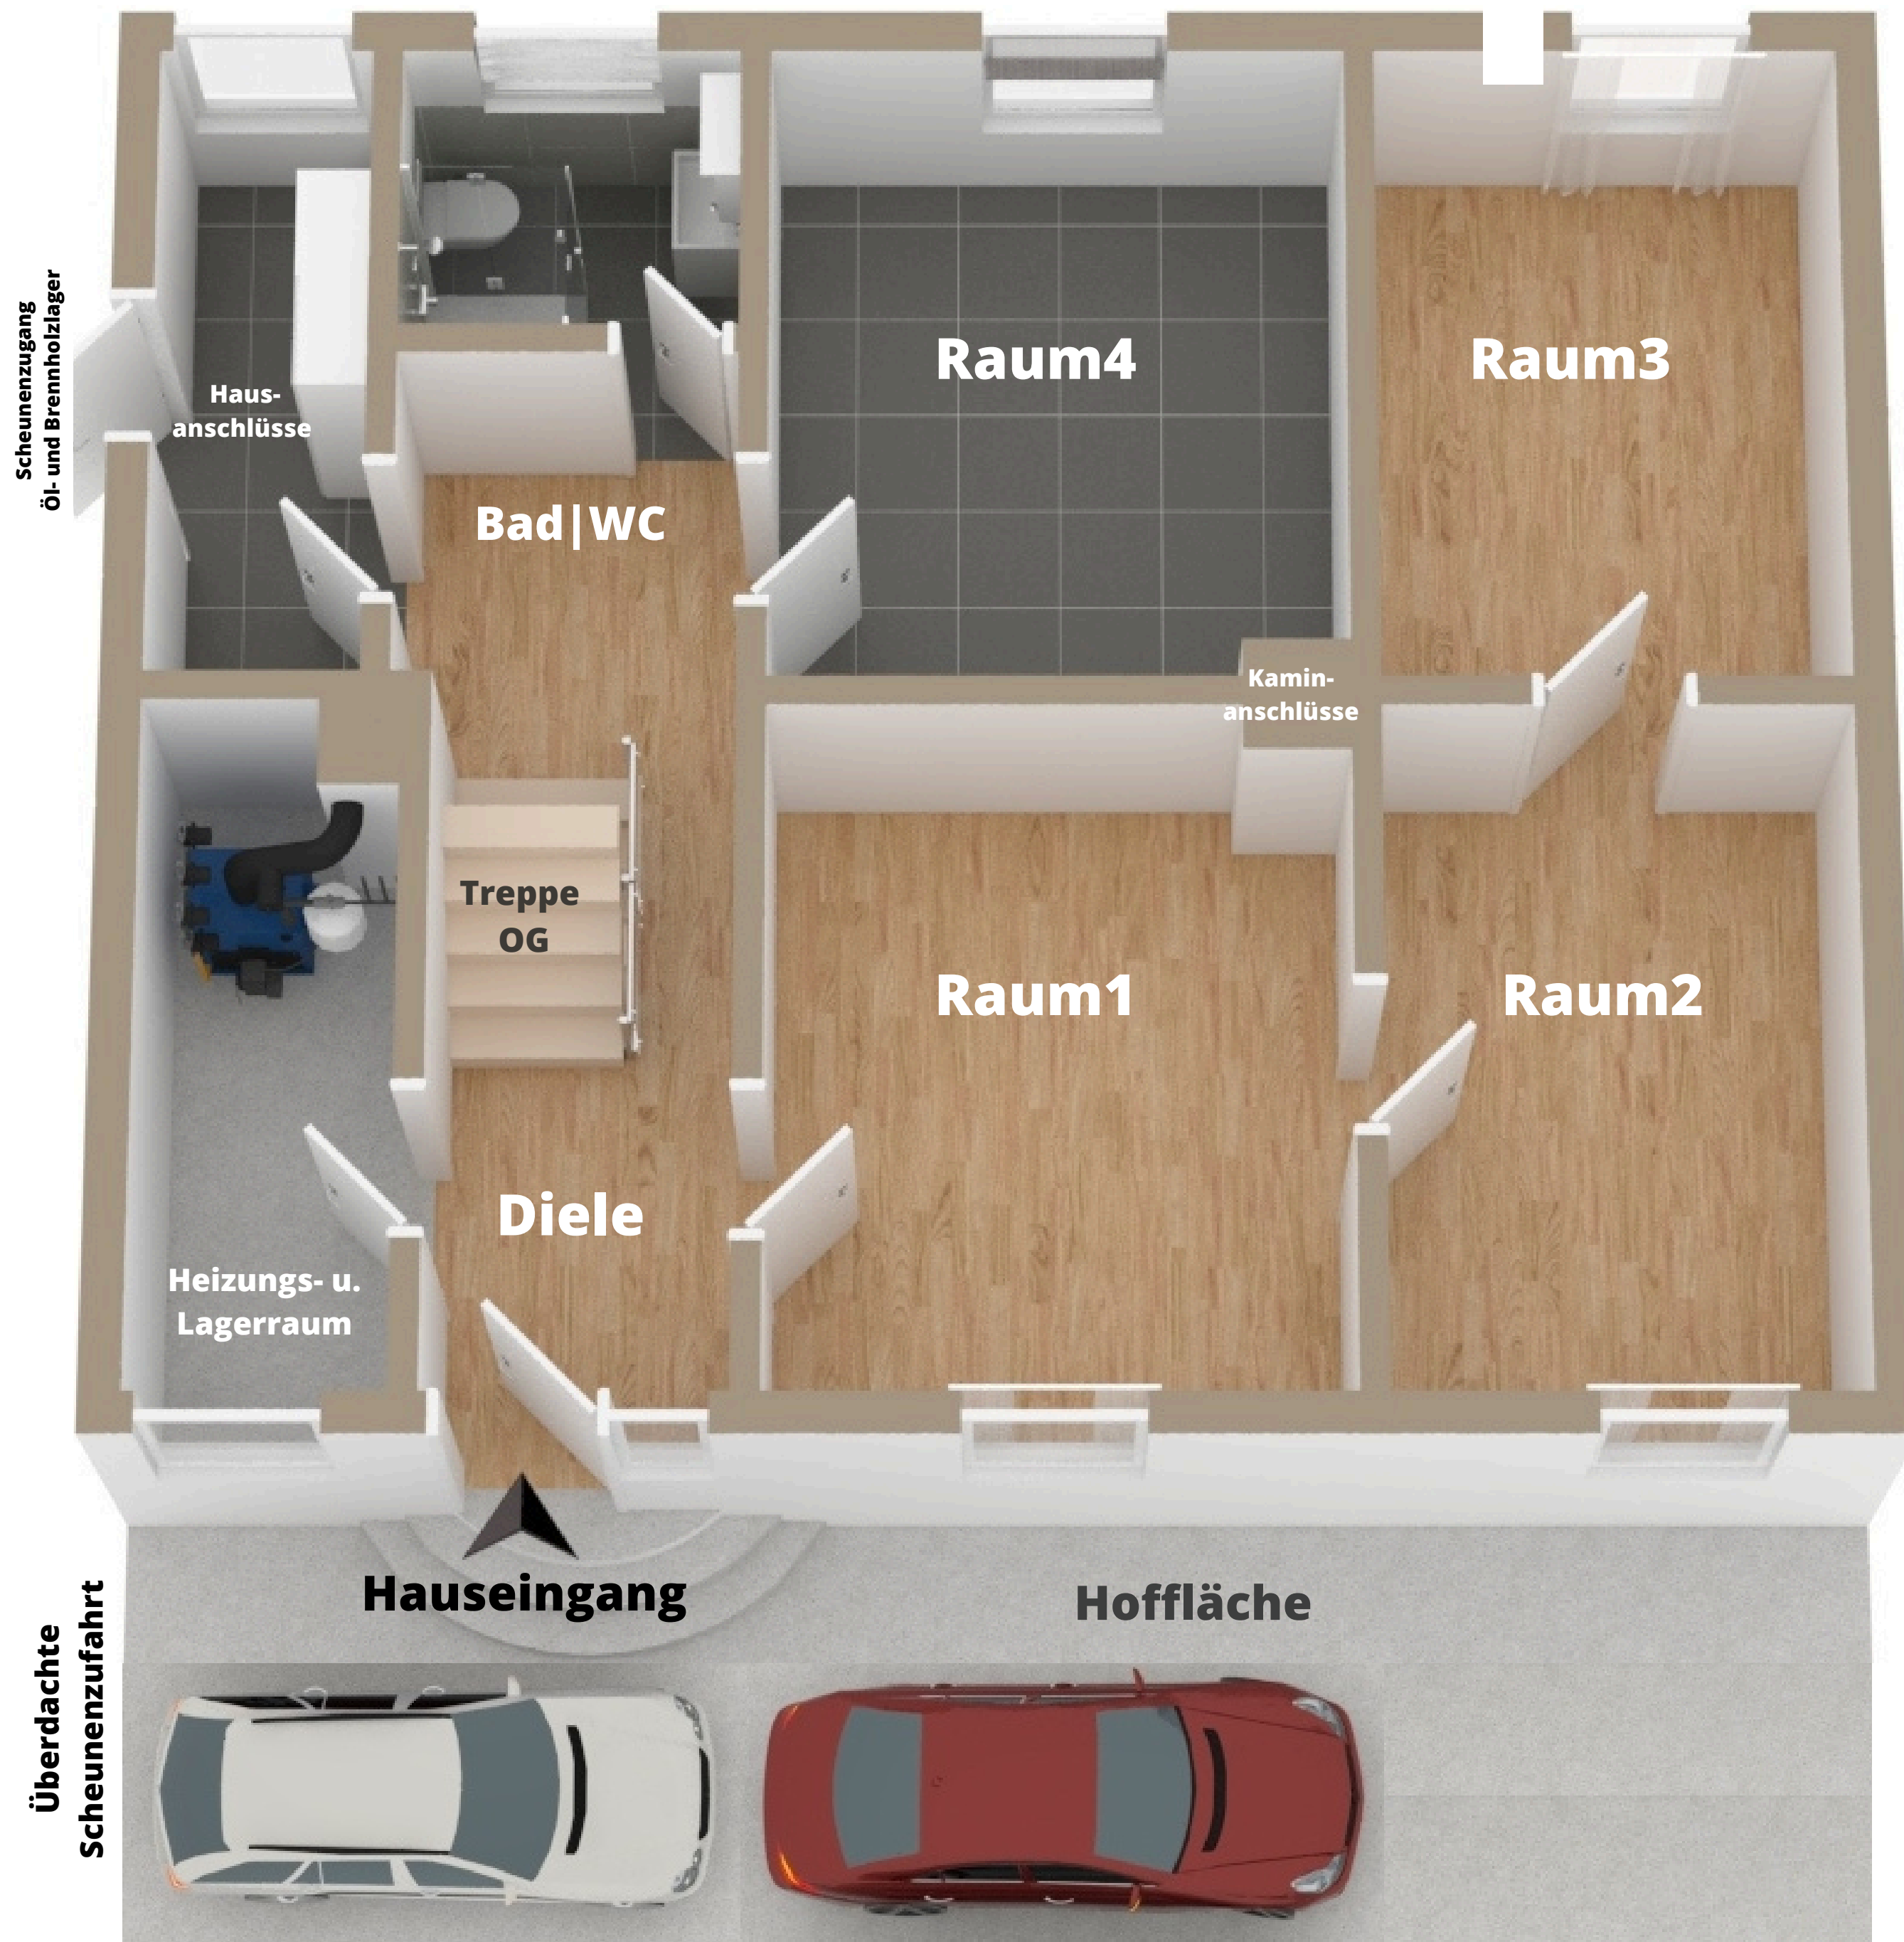 Scheunenzugang
Öl- und Brennholzlager
Haus-
anschlüsse
Bad|WC
Raum4
Raum3
Kamin-
anschlüsse
Treppe
OG
Raum1
Raum2
Diele
Heizungs- u.
Lagerraum
Hauseingang
Hoffläche
Überdachte
Scheunenzufahrt